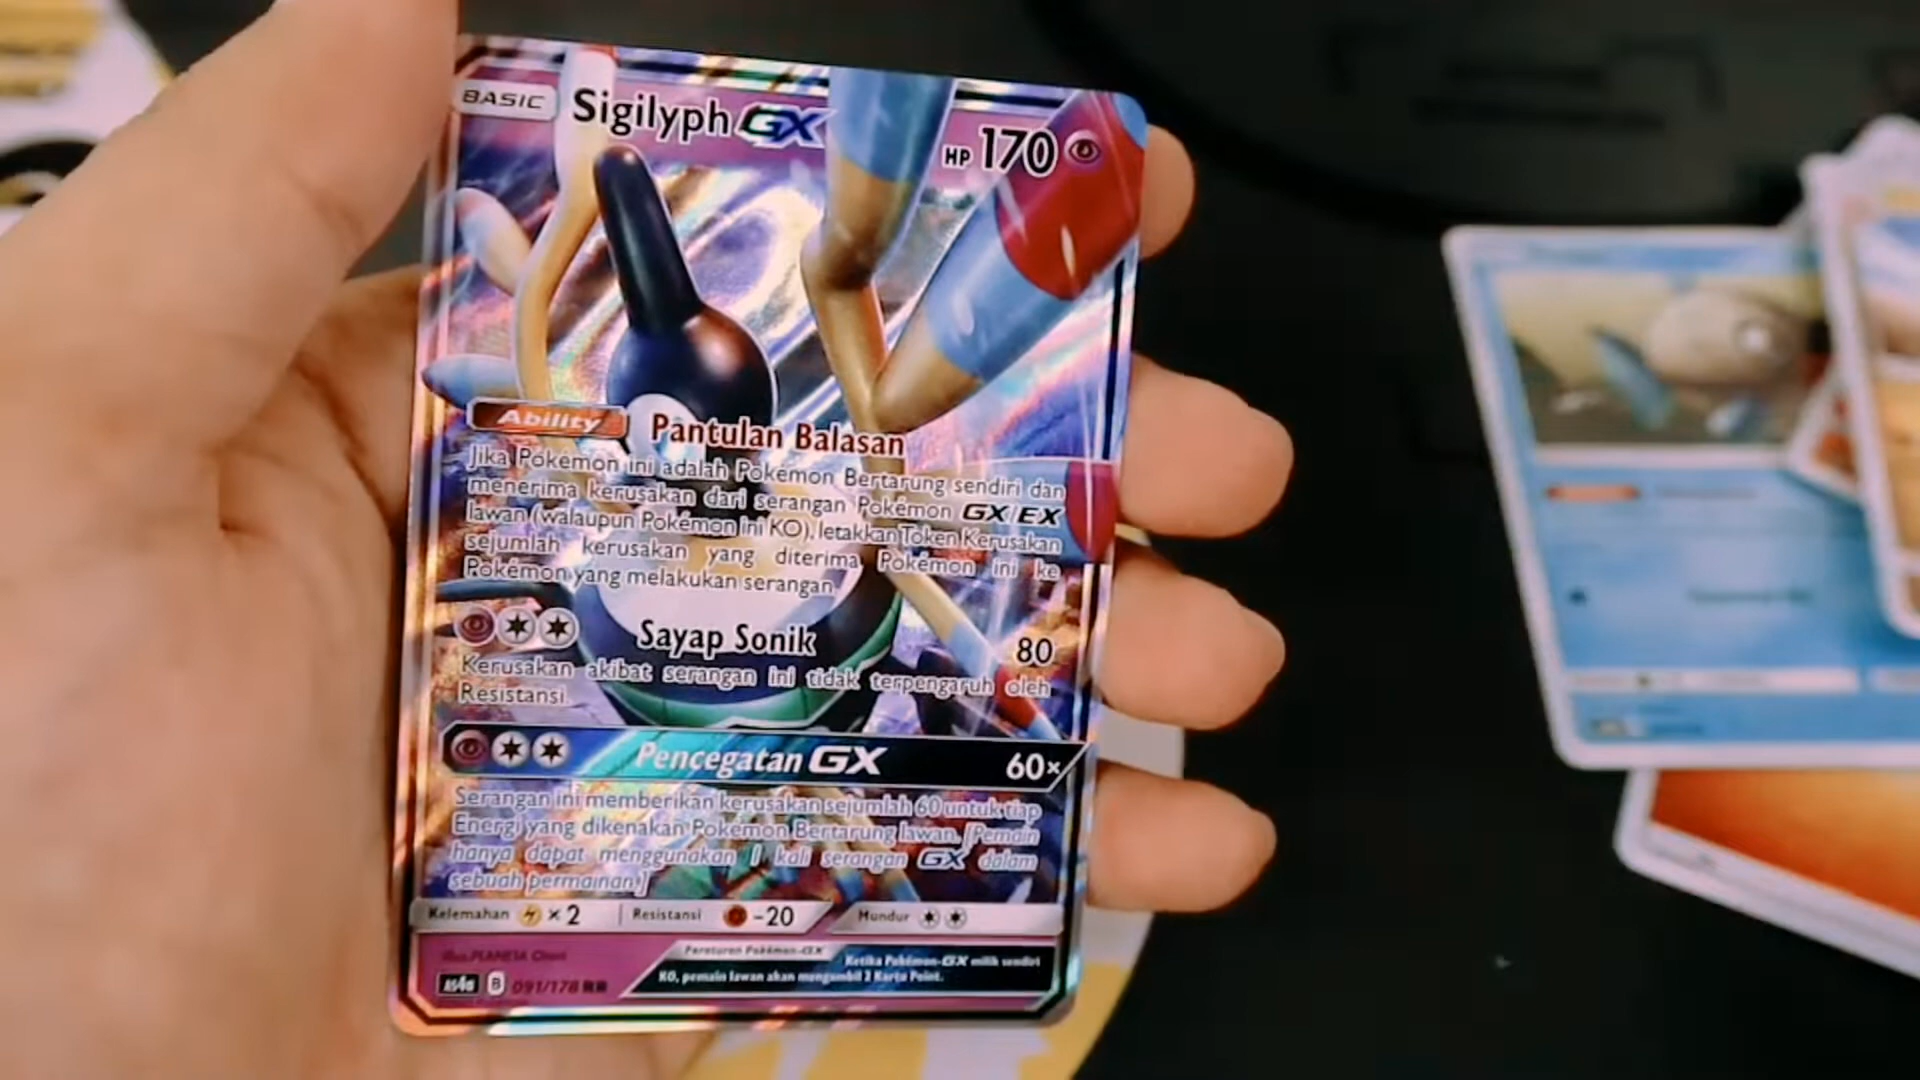 BASIC Sigilyph GX HP 170
Ability Pantulan Balasan
Jika Pokémon ini adalah Pokémon Bertarung sendiri dan
menerima kerusakan dari serangan Pokémon GX/EX
lawan (walaupun Pokémon ini KO), letakkan Token Kerusakan
sejumlah kerusakan yang diterima Pokémon ini ke
Pokémon yang melakukan serangan.
Sayap Sonik 80
Kerusakan akibat serangan ini tidak terpengaruh oleh
Resistansi.
Pencegatan GX 60×
Serangan ini memberikan kerusakan sejumlah 60 untuk tiap
Energi yang dikenakan Pokémon Bertarung lawan. [Pemain
hanya dapat menggunakan 1 kali serangan GX dalam
sebuah permainan.]
Kelemahan ×2 Resistansi -20 Mundur
Illus. PLANETA Otani
Peraturan Pokémon-GX
Ketika Pokémon-GX milik sendiri
KO, pemain lawan akan mengambil 2 Kartu Point.
AS4a B 091/178 RR